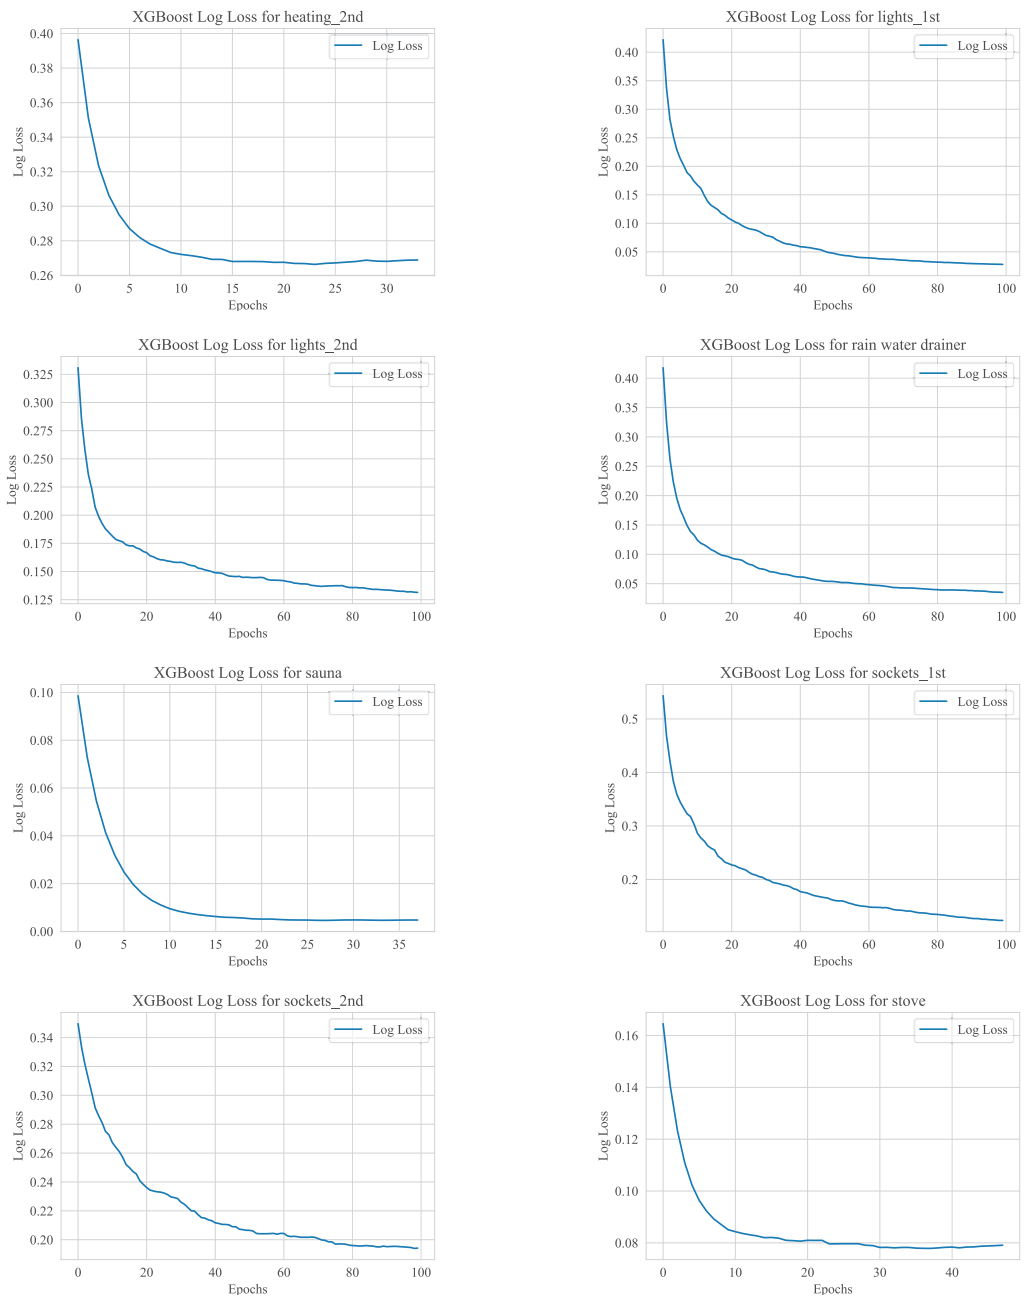 XGBoost Log Loss for heating_2nd
Log Loss
0.40
0.38
0.36
0.34
0.32
0.30
0.28
0.26
Log Loss
0 5 10 15 20 25 30
Epochs
XGBoost Log Loss for lights_1st
Log Loss
0.40
0.35
0.30
0.25
0.20
0.15
0.10
0.05
Log Loss
0 20 40 60 80 100
Epochs
XGBoost Log Loss for lights_2nd
Log Loss
0.325
0.300
0.275
0.250
0.225
0.200
0.175
0.150
0.125
Log Loss
0 20 40 60 80 100
Epochs
XGBoost Log Loss for rain water drainer
Log Loss
0.40
0.35
0.30
0.25
0.20
0.15
0.10
0.05
Log Loss
0 20 40 60 80 100
Epochs
XGBoost Log Loss for sauna
Log Loss
0.10
0.08
0.06
0.04
0.02
0.00
Log Loss
0 5 10 15 20 25 30 35
Epochs
XGBoost Log Loss for sockets_1st
Log Loss
0.5
0.4
0.3
0.2
Log Loss
0 20 40 60 80 100
Epochs
XGBoost Log Loss for sockets_2nd
Log Loss
0.34
0.32
0.30
0.28
0.26
0.24
0.22
0.20
Log Loss
0 20 40 60 80 100
Epochs
XGBoost Log Loss for stove
Log Loss
0.16
0.14
0.12
0.10
0.08
Log Loss
0 10 20 30 40
Epochs